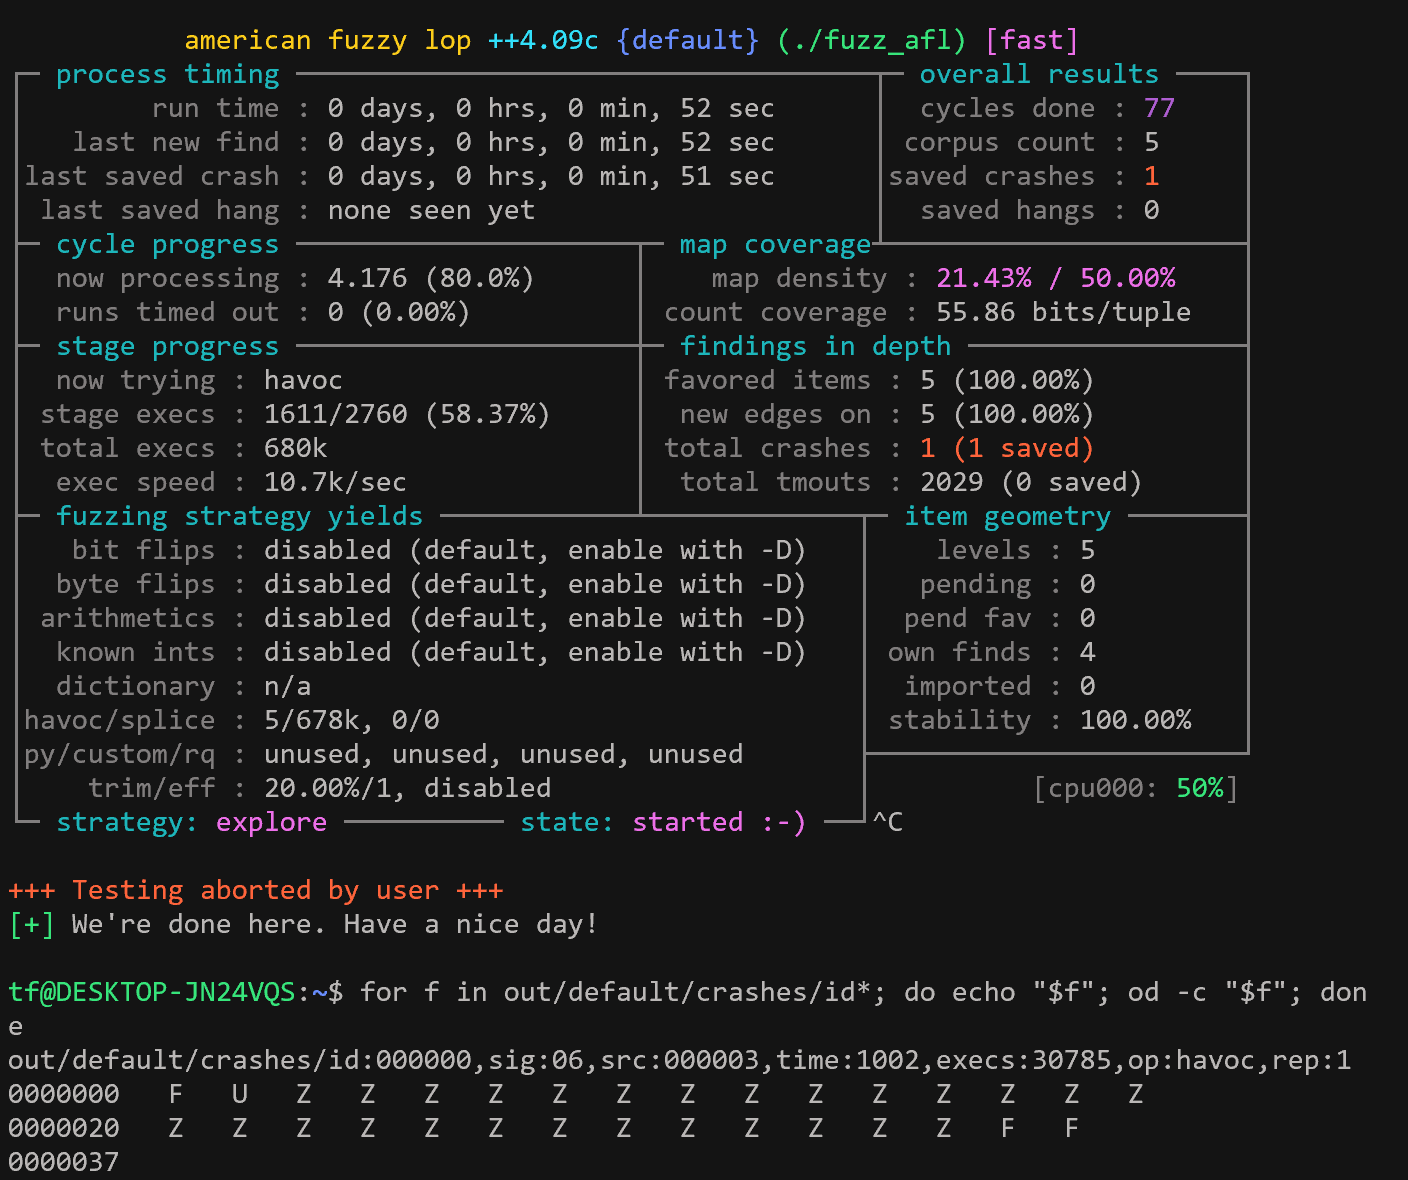 american fuzzy lop ++4.09c {default} (./fuzz_afl) [fast]
process timing overall results
run time : 0 days, 0 hrs, 0 min, 52 sec cycles done : 77
last new find : 0 days, 0 hrs, 0 min, 52 sec corpus count : 5
last saved crash : 0 days, 0 hrs, 0 min, 51 sec saved crashes : 1
last saved hang : none seen yet saved hangs : 0
cycle progress map coverage
now processing : 4.176 (80.0%) map density : 21.43% / 50.00%
runs timed out : 0 (0.00%) count coverage : 55.86 bits/tuple
stage progress findings in depth
now trying : havoc favored items : 5 (100.00%)
stage execs : 1611/2760 (58.37%) new edges on : 5 (100.00%)
total execs : 680k total crashes : 1 (1 saved)
exec speed : 10.7k/sec total tmouts : 2029 (0 saved)
fuzzing strategy yields item geometry
bit flips : disabled (default, enable with -D) levels : 5
byte flips : disabled (default, enable with -D) pending : 0
arithmetics : disabled (default, enable with -D) pend fav : 0
known ints : disabled (default, enable with -D) own finds : 4
dictionary : n/a imported : 0
havoc/splice : 5/678k, 0/0 stability : 100.00%
py/custom/rq : unused, unused, unused, unused
trim/eff : 20.00%/1, disabled [cpu000: 50%]
strategy: explore state: started :-) ^C
+++ Testing aborted by user +++
[+] We're done here. Have a nice day!
tf@DESKTOP-JN24VQS:~$ for f in out/default/crashes/id*; do echo "$f"; od -c "$f"; don
e
out/default/crashes/id:000000,sig:06,src:000003,time:1002,execs:30785,op:havoc,rep:1
0000000 F U Z Z Z Z Z Z Z Z Z Z Z Z Z Z
0000020 Z Z Z Z Z Z Z Z Z Z Z Z Z F F
0000037